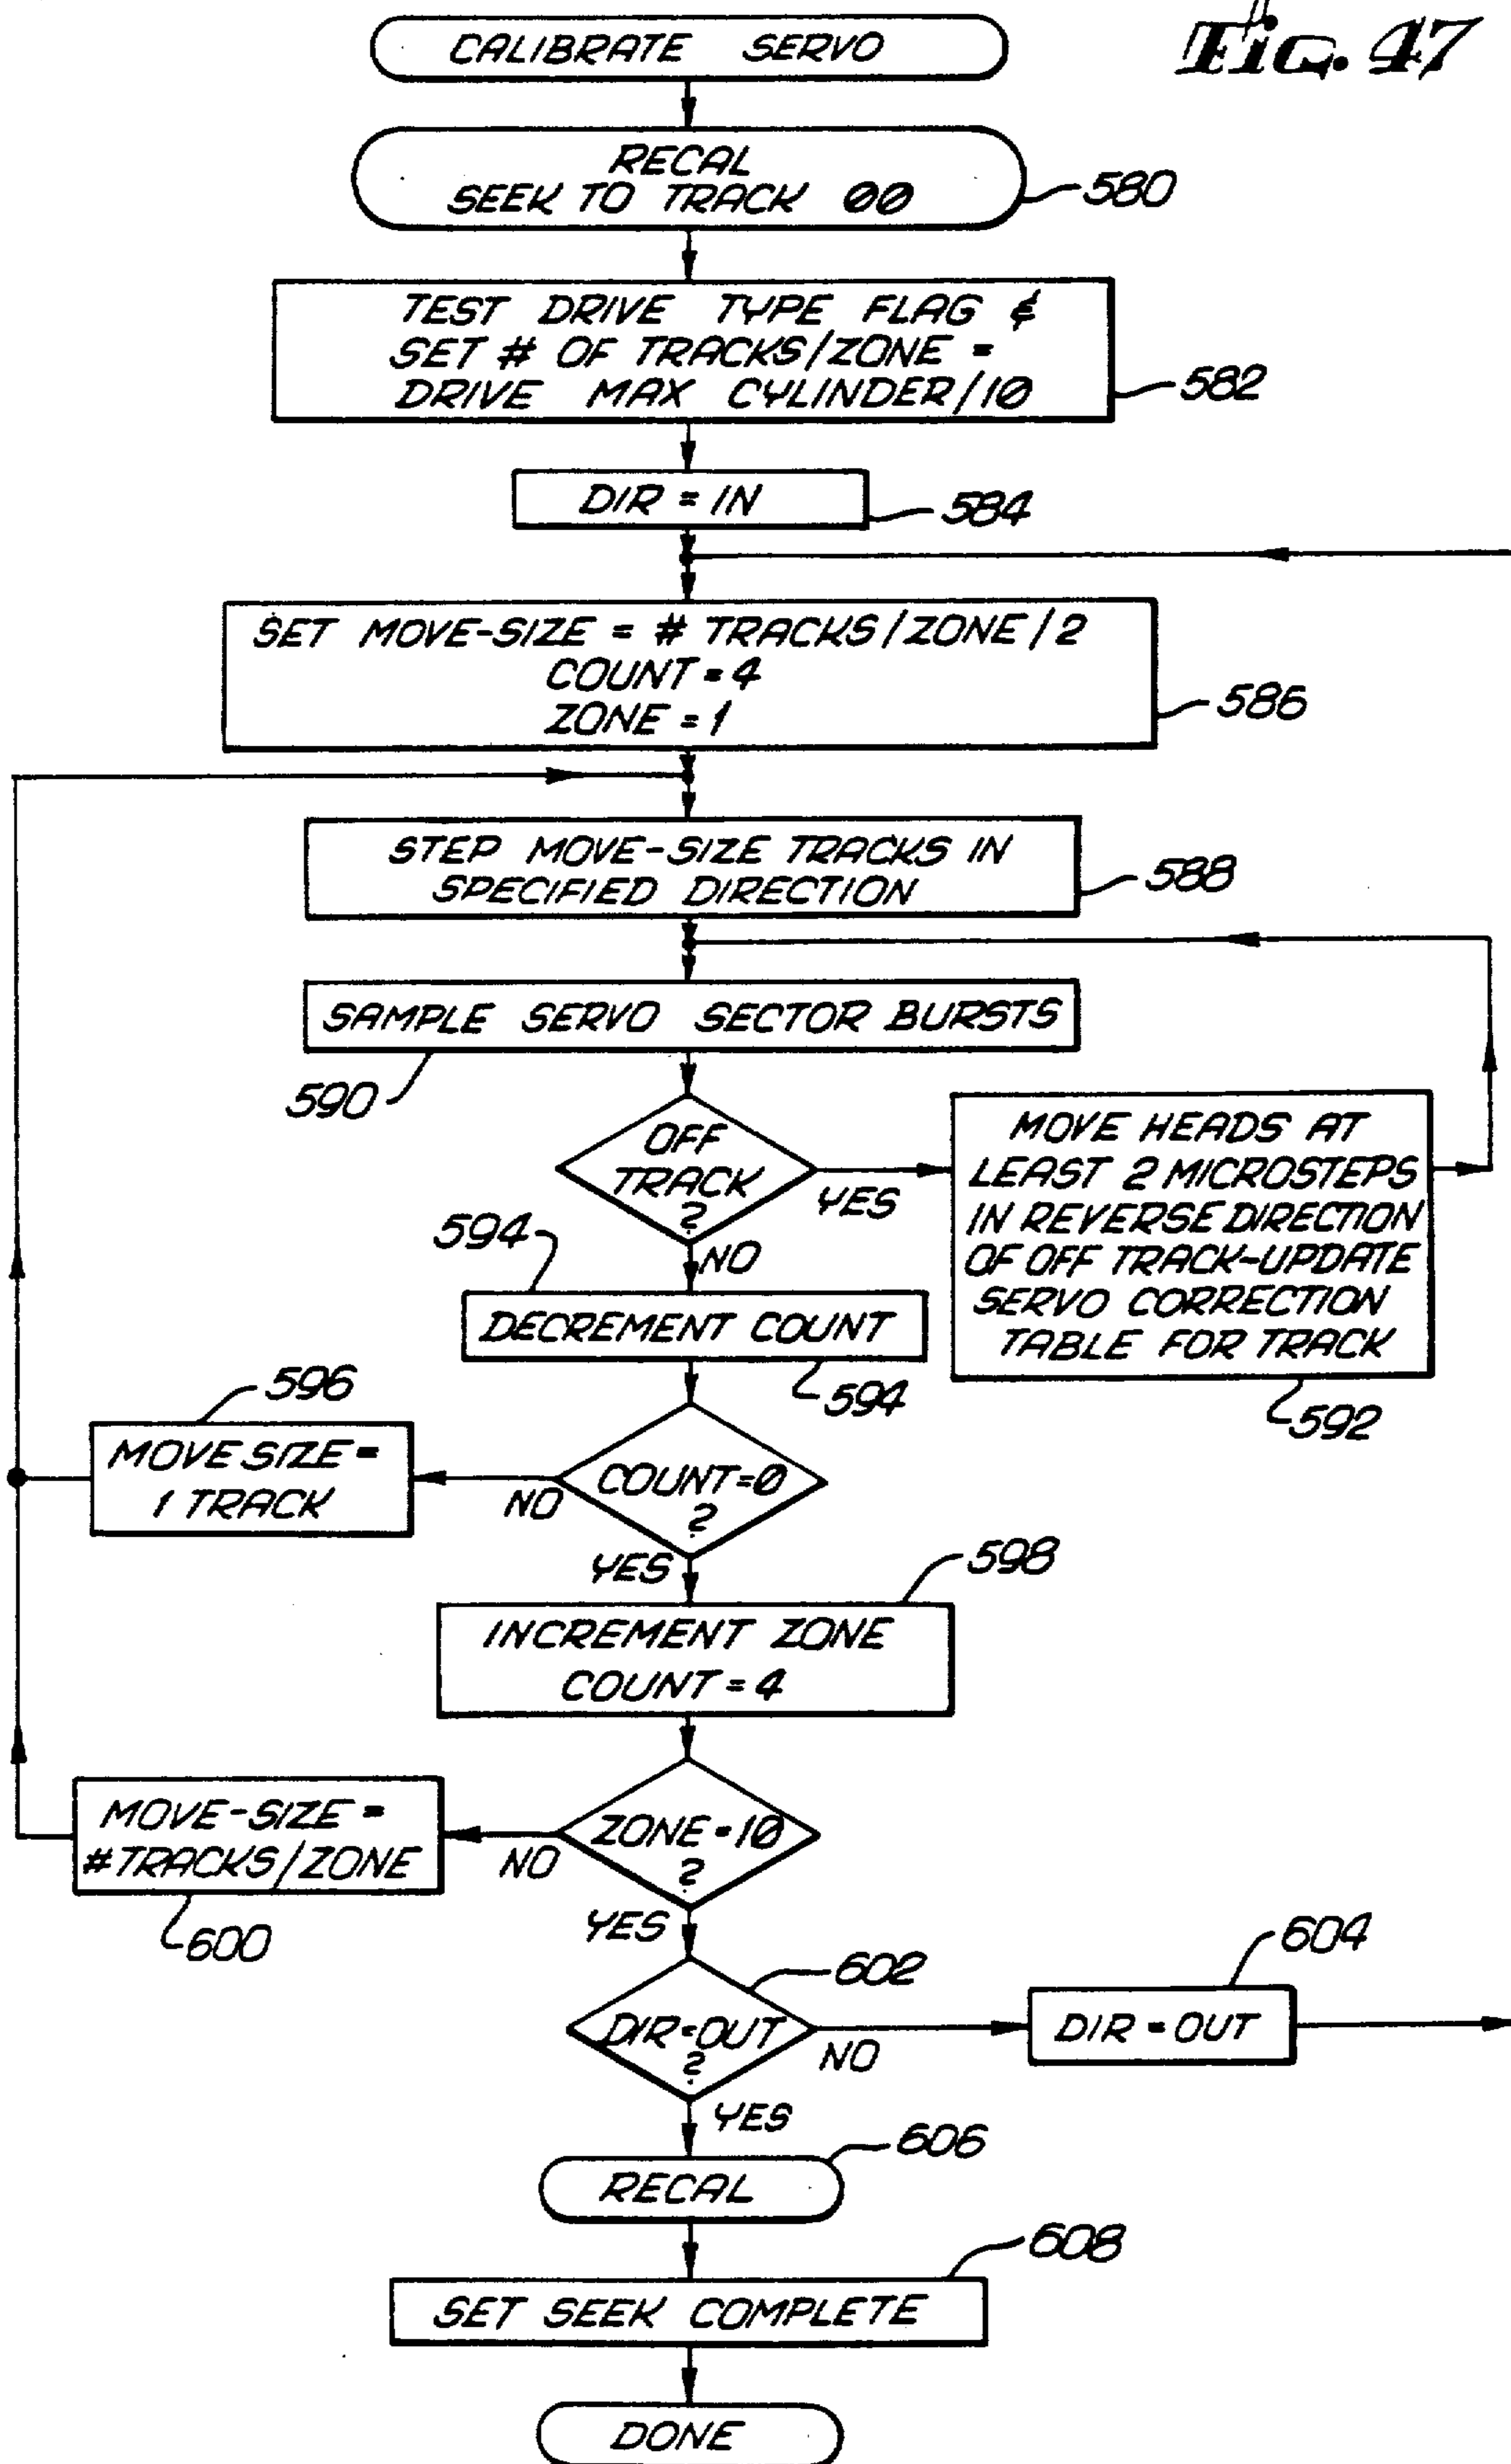 Fig. 47
CALIBRATE SERVO
RECAL
SEEK TO TRACK 00
580
TEST DRIVE TYPE FLAG &
SET # OF TRACKS/ZONE =
DRIVE MAX CYLINDER/10
582
DIR = IN
584
SET MOVE-SIZE = # TRACKS/ZONE/2
COUNT = 4
ZONE = 1
586
STEP MOVE-SIZE TRACKS IN
SPECIFIED DIRECTION
588
SAMPLE SERVO SECTOR BURSTS
590
OFF
TRACK
?
YES
NO
MOVE HEADS AT
LEAST 2 MICROSTEPS
IN REVERSE DIRECTION
OF OFF TRACK-UPDATE
SERVO CORRECTION
TABLE FOR TRACK
592
594
DECREMENT COUNT
594
596
MOVE SIZE =
1 TRACK
COUNT=0
?
NO
YES
598
INCREMENT ZONE
COUNT = 4
MOVE-SIZE =
#TRACKS/ZONE
600
ZONE=10
?
NO
YES
602
DIR=OUT
?
NO
YES
604
DIR = OUT
606
RECAL
608
SET SEEK COMPLETE
DONE